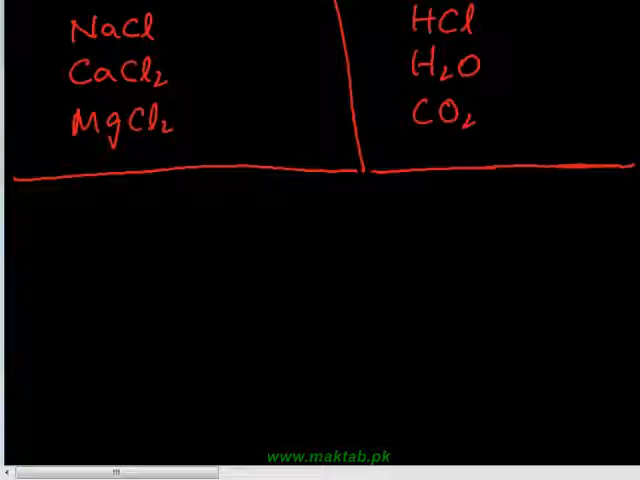 NaCl
CaCl₂
MgCl₂
HCl
H₂O
CO₂
www.maktab.pk